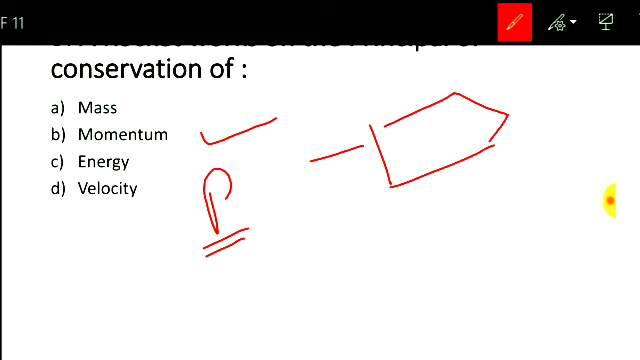 F 11
conservation of :
a) Mass
b) Momentum
c) Energy
d) Velocity
P